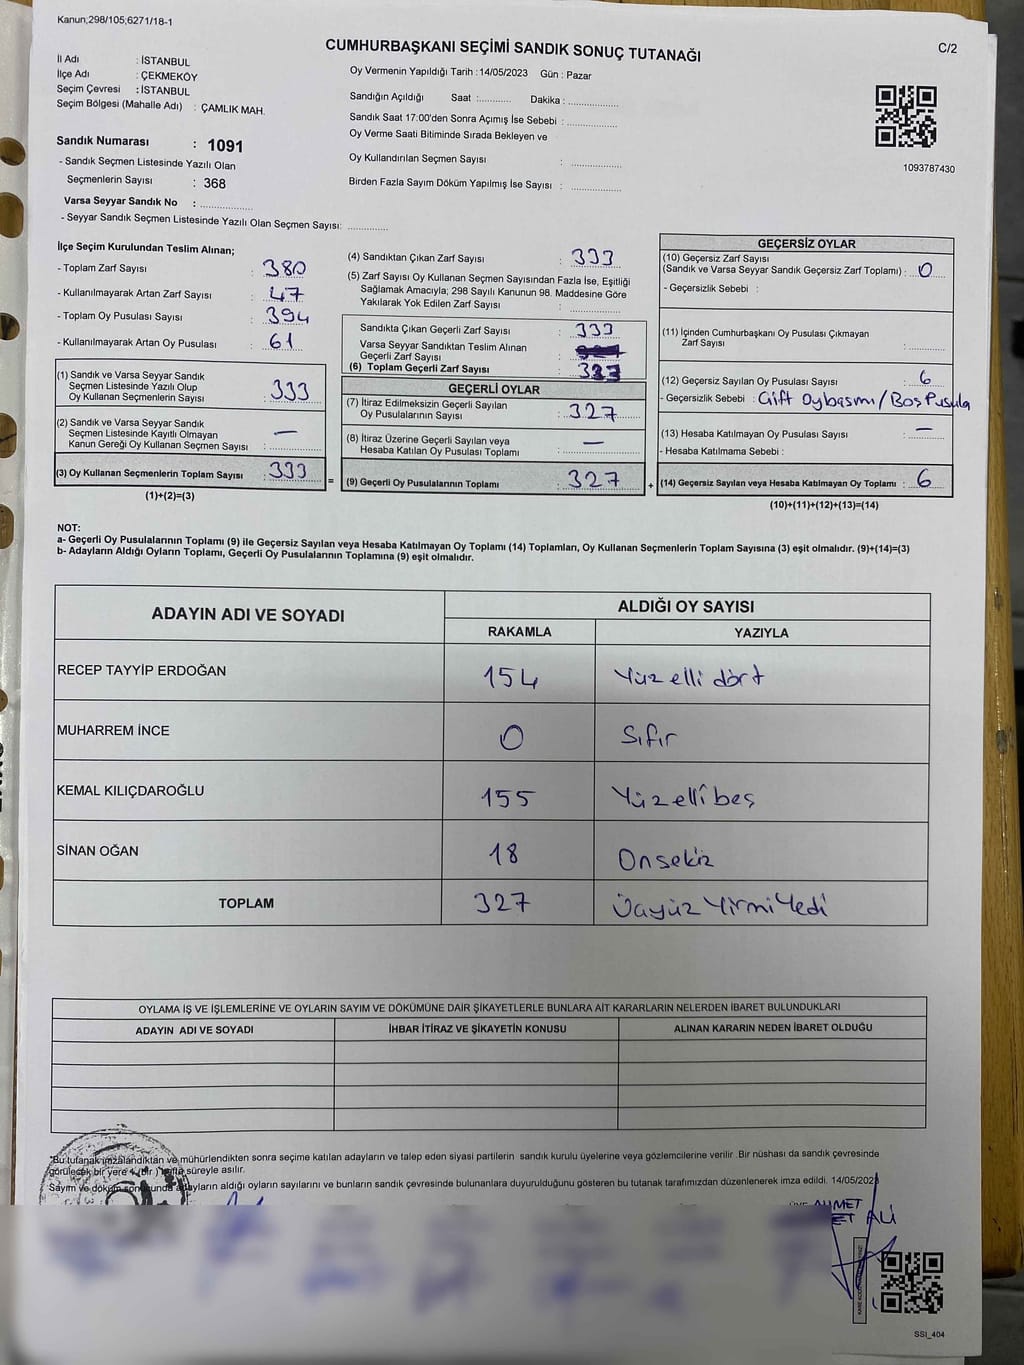 Kanun;298/105;6271/18-1
C/2
CUMHURBAŞKANI SEÇİMİ SANDIK SONUÇ TUTANAĞI
İl Adı : İSTANBUL
İlçe Adı : ÇEKMEKÖY
Seçim Çevresi : İSTANBUL
Seçim Bölgesi (Mahalle Adı) : ÇAMLIK MAH.
Sandık Numarası : 1091
- Sandık Seçmen Listesinde Yazılı Olan
Seçmenlerin Sayısı : 368
Varsa Seyyar Sandık No : ................
- Seyyar Sandık Seçmen Listesinde Yazılı Olan Seçmen Sayısı: ............
Oy Vermenin Yapıldığı Tarih :14/05/2023 Gün : Pazar
Sandığın Açıldığı Saat :........... Dakika : ................
Sandık Saat 17:00'den Sonra Açımış İse Sebebi : ................
Oy Verme Saati Bitiminde Sırada Bekleyen ve
Oy Kullandırılan Seçmen Sayısı : ................
Birden Fazla Sayım Döküm Yapılmış İse Sayısı : ................
1093787430
İlçe Seçim Kurulundan Teslim Alınan;
- Toplam Zarf Sayısı : 380
- Kullanılmayarak Artan Zarf Sayısı : 47
- Toplam Oy Pusulası Sayısı : 394
- Kullanılmayarak Artan Oy Pusulası : 61
(1) Sandık ve Varsa Seyyar Sandık
Seçmen Listesinde Yazılı Olup
Oy Kullanan Seçmenlerin Sayısı : 333
(2) Sandık ve Varsa Seyyar Sandık
Seçmen Listesinde Kayıtlı Olmayan
Kanun Gereği Oy Kullanan Seçmen Sayısı : —
(3) Oy Kullanan Seçmenlerin Toplam Sayısı : 333
(1)+(2)=(3)
=
(4) Sandıktan Çıkan Zarf Sayısı : 333
(5) Zarf Sayısı Oy Kullanan Seçmen Sayısından Fazla İse, Eşitliği
Sağlamak Amacıyla; 298 Sayılı Kanunun 98. Maddesine Göre
Yakılarak Yok Edilen Zarf Sayısı : ................
Sandıkta Çıkan Geçerli Zarf Sayısı : 333
Varsa Seyyar Sandıktan Teslim Alınan
Geçerli Zarf Sayısı :
(6) Toplam Geçerli Zarf Sayısı : 333
GEÇERLİ OYLAR
(7) İtiraz Edilmeksizin Geçerli Sayılan
Oy Pusulalarının Sayısı : 327
(8) İtiraz Üzerine Geçerli Sayılan veya
Hesaba Katılan Oy Pusulası Toplamı : —
(9) Geçerli Oy Pusulalarının Toplamı : 327
+
GEÇERSİZ OYLAR
(10) Geçersiz Zarf Sayısı
(Sandık ve Varsa Seyyar Sandık Geçersiz Zarf Toplamı) : 0
- Geçersizlik Sebebi :
(11) İçinden Cumhurbaşkanı Oy Pusulası Çıkmayan
Zarf Sayısı : ............
(12) Geçersiz Sayılan Oy Pusulası Sayısı : 6
- Geçersizlik Sebebi : Çift Oybasımı/Boş Pusula
(13) Hesaba Katılmayan Oy Pusulası Sayısı : —
- Hesaba Katılmama Sebebi :
(14) Geçersiz Sayılan veya Hesaba Katılmayan Oy Toplamı : 6
(10)+(11)+(12)+(13)=(14)
NOT:
a- Geçerli Oy Pusulalarının Toplamı (9) ile Geçersiz Sayılan veya Hesaba Katılmayan Oy Toplamı (14) Toplamları, Oy Kullanan Seçmenlerin Toplam Sayısına (3) eşit olmalıdır. (9)+(14)=(3)
b- Adayların Aldığı Oyların Toplamı, Geçerli Oy Pusulalarının Toplamına (9) eşit olmalıdır.
ADAYIN ADI VE SOYADI ALDIĞI OY SAYISI
RAKAMLA YAZIYLA
RECEP TAYYİP ERDOĞAN 154 Yüzelli dört
MUHARREM İNCE 0 Sıfır
KEMAL KILIÇDAROĞLU 155 Yüzellibeş
SİNAN OĞAN 18 Onsekiz
TOPLAM 327 Üçyüz Yirmi Yedi
OYLAMA İŞ VE İŞLEMLERİNE VE OYLARIN SAYIM VE DÖKÜMÜNE DAİR ŞİKAYETLERLE BUNLARA AİT KARARLARIN NELERDEN İBARET BULUNDUKLARI
ADAYIN ADI VE SOYADI İHBAR İTİRAZ VE ŞİKAYETİN KONUSU ALINAN KARARIN NEDEN İBARET OLDUĞU
"Bu tutanak imzalandıktan ve mühürlendikten sonra seçime katılan adayların ve talep eden siyasi partilerin sandık kurulu üyelerine veya gözlemcilerine verilir .Bir nüshası da sandık çevresinde
görülecek bir yere 1 (bir ) hafta süreyle asılır.
Sayım ve döküm sonucunda adayların aldığı oyların sayılarını ve bunların sandık çevresinde bulunanlara duyurulduğunu gösteren bu tutanak tarafımızdan düzenlenerek imza edildi. 14/05/2023
AHMET
ALİ
SSI_404